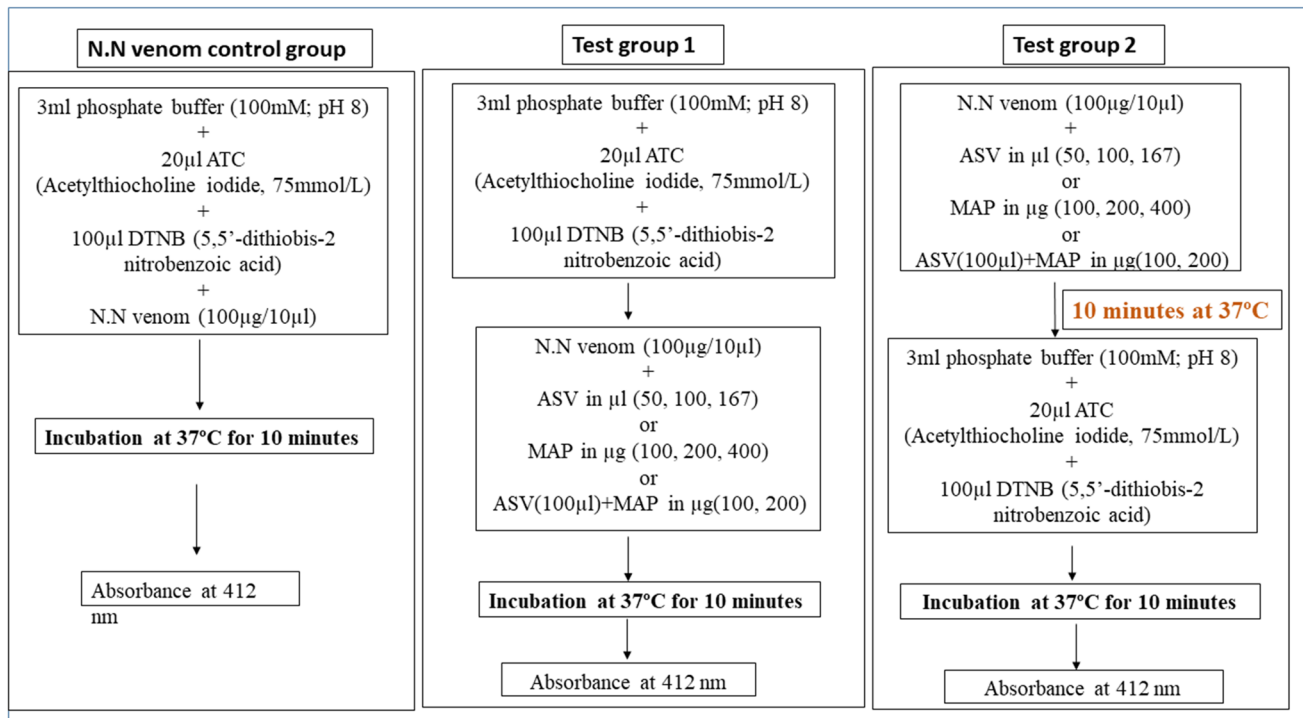 N.N venom control group
3ml phosphate buffer (100mM; pH 8)
+
20µl ATC
(Acetylthiocholine iodide, 75mmol/L)
+
100µl DTNB (5,5’-dithiobis-2
nitrobenzoic acid)
+
N.N venom (100µg/10µl)
Incubation at 37ºC for 10 minutes
Absorbance at 412
nm
Test group 1
3ml phosphate buffer (100mM; pH 8)
+
20µl ATC
(Acetylthiocholine iodide, 75mmol/L)
+
100µl DTNB (5,5’-dithiobis-2
nitrobenzoic acid)
N.N venom (100µg/10µl)
+
ASV in µl (50, 100, 167)
or
MAP in µg (100, 200, 400)
or
ASV(100µl)+MAP in µg(100, 200)
Incubation at 37ºC for 10 minutes
Absorbance at 412 nm
Test group 2
N.N venom (100µg/10µl)
+
ASV in µl (50, 100, 167)
or
MAP in µg (100, 200, 400)
or
ASV(100µl)+MAP in µg(100, 200)
10 minutes at 37ºC
3ml phosphate buffer (100mM; pH 8)
+
20µl ATC
(Acetylthiocholine iodide, 75mmol/L)
+
100µl DTNB (5,5’-dithiobis-2
nitrobenzoic acid)
Incubation at 37ºC for 10 minutes
Absorbance at 412 nm